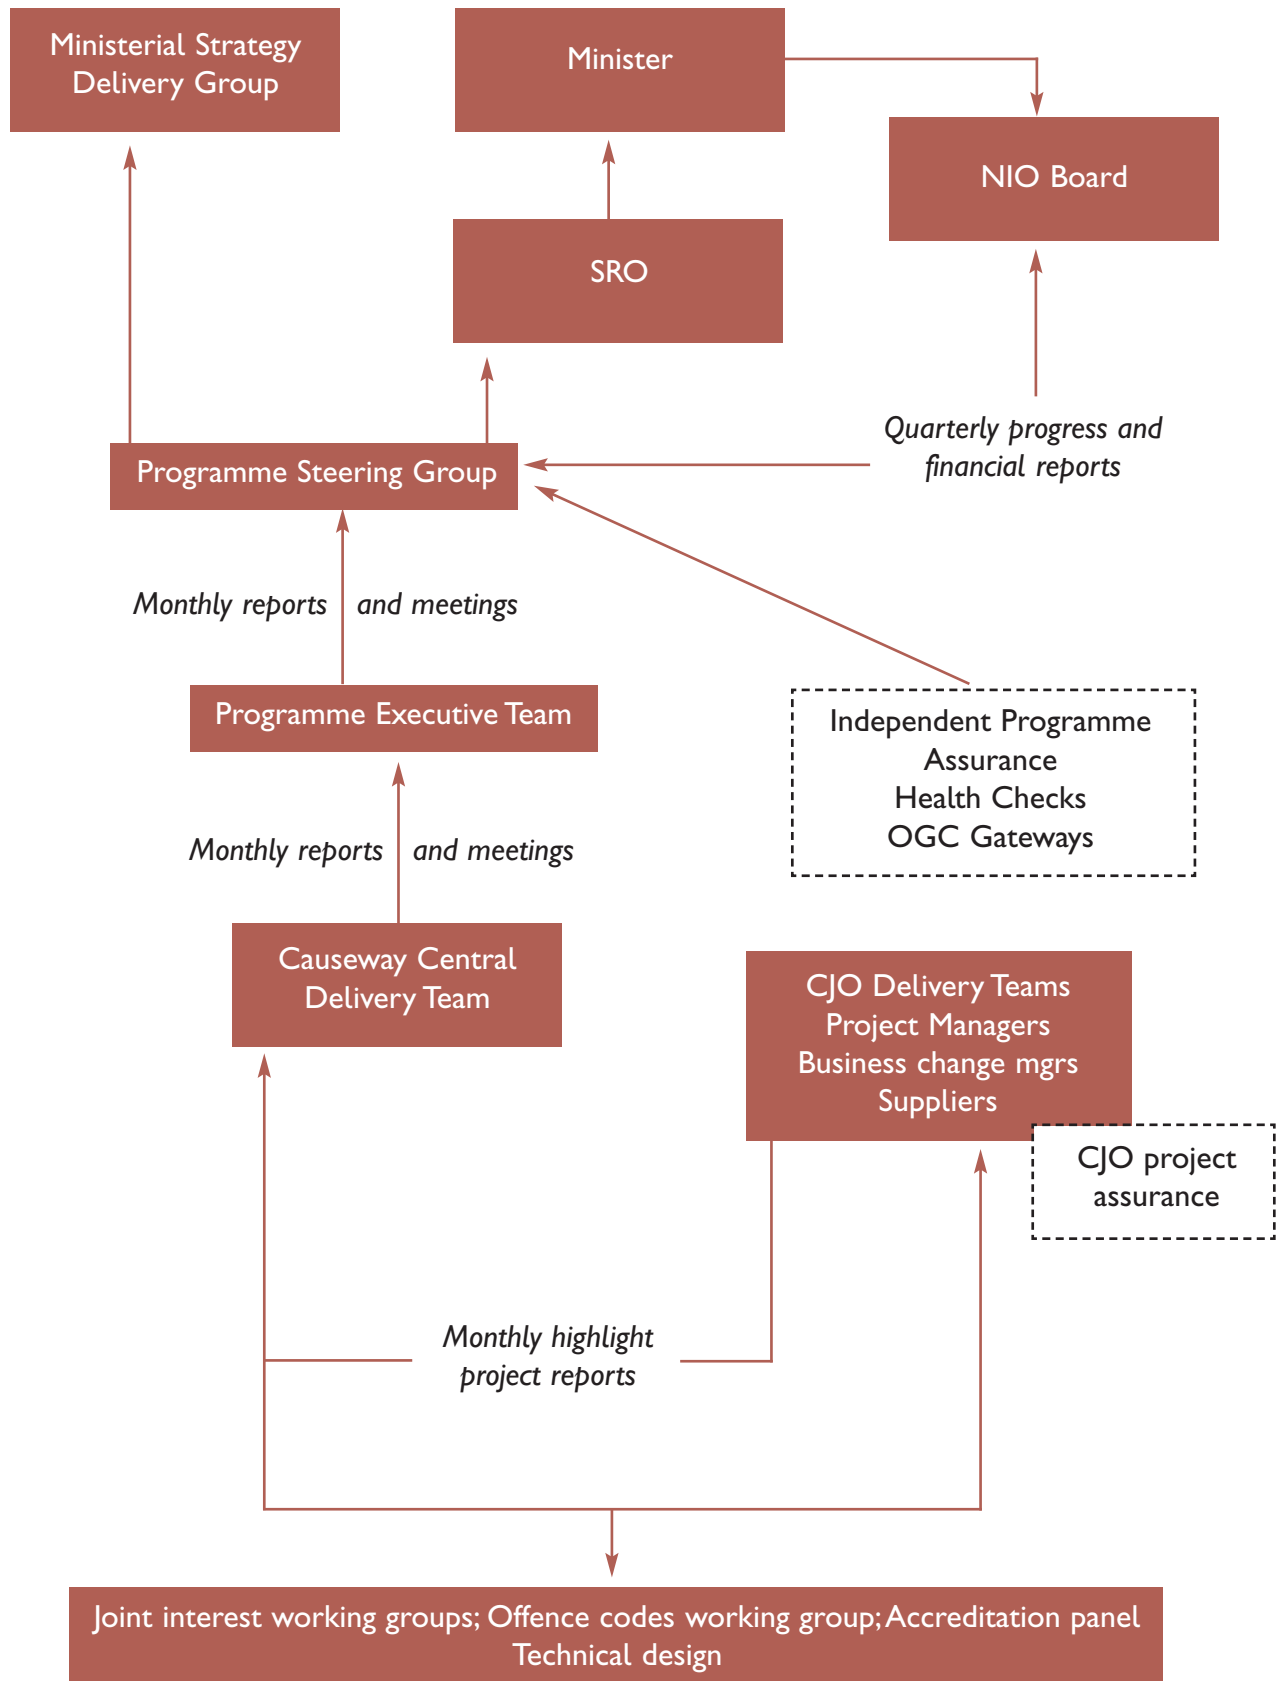 Ministerial Strategy
Delivery Group
Minister
NIO Board
SRO
Quarterly progress and
financial reports
Programme Steering Group
Monthly reports and meetings
Programme Executive Team
Independent Programme
Assurance
Health Checks
OGC Gateways
Monthly reports and meetings
Causeway Central
Delivery Team
CJO Delivery Teams
Project Managers
Business change mgrs
Suppliers
CJO project
assurance
Monthly highlight
project reports
Joint interest working groups; Offence codes working group; Accreditation panel
Technical design